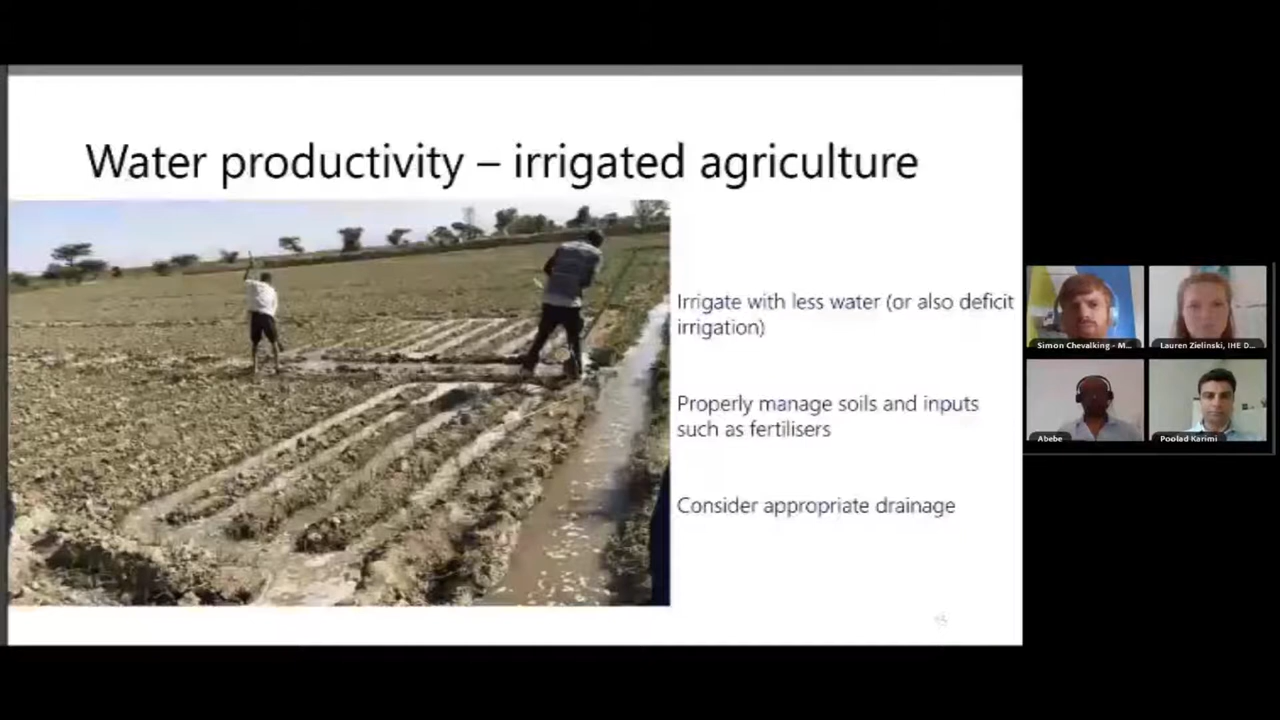 Water productivity – irrigated agriculture
Irrigate with less water (or also deficit
irrigation)
Properly manage soils and inputs
such as fertilisers
Consider appropriate drainage
Simon Chevalking - M...
Lauren Zielinski, IHE D...
Abebe
Poolad Karimi